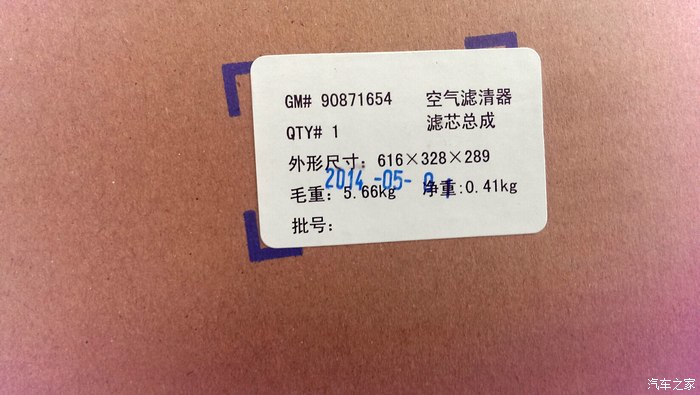 GM# 90871654 空气滤清器
QTY# 1 滤芯总成
外形尺寸: 616×328×289
2014-05-
毛重: 5.66kg 净重:0.41kg
批号:
汽车之家